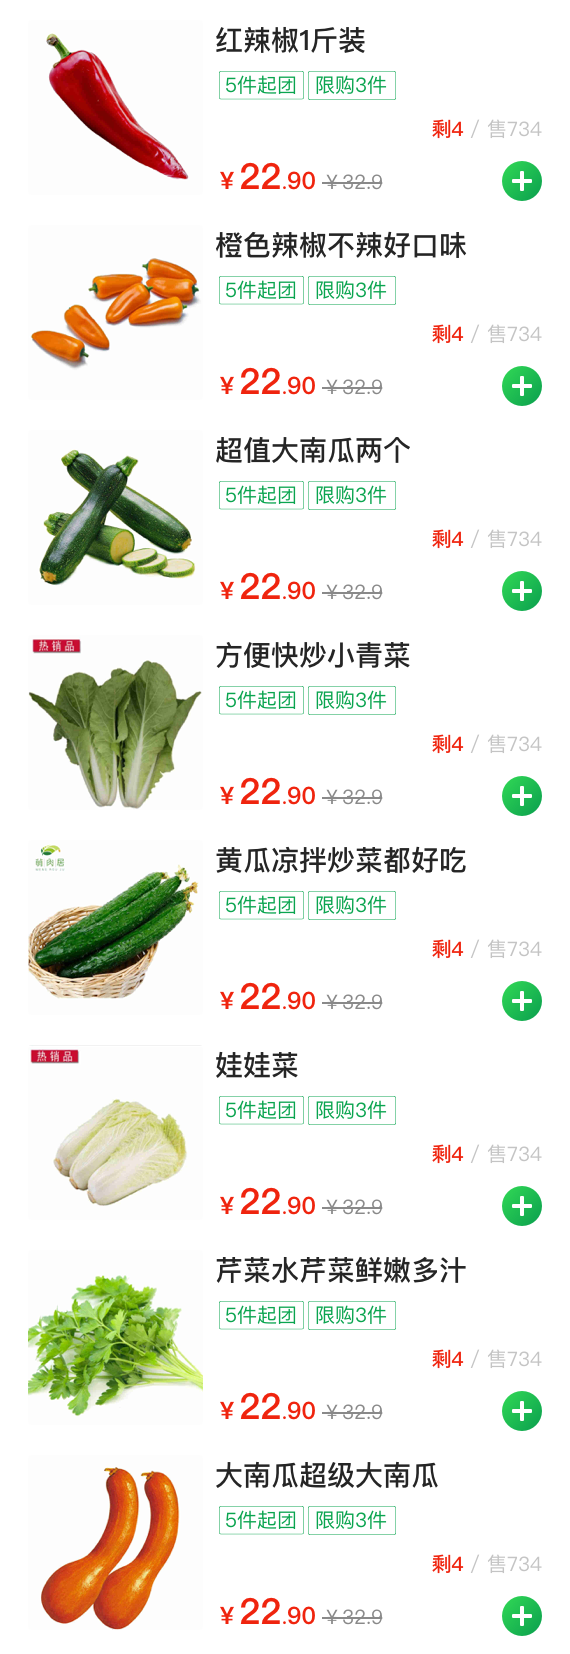 红辣椒1斤装
5件起团 限购3件
剩4 / 售734
¥22.90 ¥32.9
橙色辣椒不辣好口味
5件起团 限购3件
剩4 / 售734
¥22.90 ¥32.9
超值大南瓜两个
5件起团 限购3件
剩4 / 售734
¥22.90 ¥32.9
热销品
方便快炒小青菜
5件起团 限购3件
剩4 / 售734
¥22.90 ¥32.9
黄瓜凉拌炒菜都好吃
5件起团 限购3件
剩4 / 售734
¥22.90 ¥32.9
热销品
娃娃菜
5件起团 限购3件
剩4 / 售734
¥22.90 ¥32.9
芹菜水芹菜鲜嫩多汁
5件起团 限购3件
剩4 / 售734
¥22.90 ¥32.9
大南瓜超级大南瓜
5件起团 限购3件
剩4 / 售734
¥22.90 ¥32.9